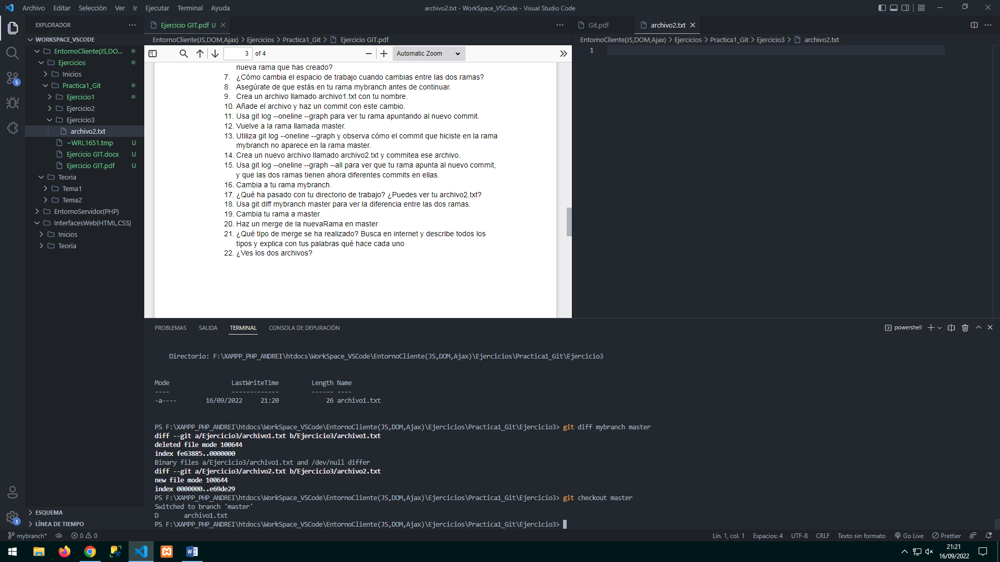 Archivo Editar Selección Ver Ir Ejecutar Terminal Ayuda
archivo2.txt - WorkSpace_VSCode - Visual Studio Code
EXPLORADOR
WORKSPACE_VSCODE
EntornoCliente(JS,DO...
Ejercicios
Inicios
Practica1_Git
Ejercicio1
Ejercicio2
Ejercicio3
archivo2.txt
~WRL1651.tmp U
Ejercicio GIT.docx U
Ejercicio GIT.pdf U
Teoria
Tema1
Tema2
EntornoServidor(PHP)
InterfacesWeb(HTML,CSS)
Inicios
Teoria
ESQUEMA
LÍNEA DE TIEMPO
5
1
Ejercicio GIT.pdf U
EntornoCliente(JS,DOM,Ajax) > Ejercicios > Practica1_Git > Ejercicio GIT.pdf
3 of 4 Automatic Zoom
nueva rama que has creado?
7. ¿Cómo cambia el espacio de trabajo cuando cambias entre las dos ramas?
8. Asegúrate de que estás en tu rama mybranch antes de continuar.
9. Crea un archivo llamado archivo1.txt con tu nombre.
10. Añade el archivo y haz un commit con este cambio.
11. Usa git log --oneline --graph para ver tu rama apuntando al nuevo commit.
12. Vuelve a la rama llamada master.
13. Utiliza git log --oneline --graph y observa cómo el commit que hiciste en la rama
mybranch no aparece en la rama master.
14. Crea un nuevo archivo llamado archivo2.txt y commitea ese archivo.
15. Usa git log --oneline --graph --all para ver que tu rama apunta al nuevo commit,
y que las dos ramas tienen ahora diferentes commits en ellas.
16. Cambia a tu rama mybranch.
17. ¿Qué ha pasado con tu directorio de trabajo? ¿Puedes ver tu archivo2.txt?
18. Usa git diff mybranch master para ver la diferencia entre las dos ramas.
19. Cambia tu rama a master
20. Haz un merge de la nuevaRama en master
21. ¿Qué tipo de merge se ha realizado? Busca en internet y describe todos los
tipos y explica con tus palabras qué hace cada uno
22. ¿Ves los dos archivos?
Git.pdf archivo2.txt
EntornoCliente(JS,DOM,Ajax) > Ejercicios > Practica1_Git > Ejercicio3 > archivo2.txt
1
PROBLEMAS SALIDA TERMINAL CONSOLA DE DEPURACIÓN
powershell
Directorio: F:\XAMPP_PHP_ANDREI\htdocs\WorkSpace_VSCode\EntornoCliente(JS,DOM,Ajax)\Ejercicios\Practica1_Git\Ejercicio3
Mode LastWriteTime Length Name
---- ------------- ------ ----
-a---- 16/09/2022 21:20 26 archivo1.txt
PS F:\XAMPP_PHP_ANDREI\htdocs\WorkSpace_VSCode\EntornoCliente(JS,DOM,Ajax)\Ejercicios\Practica1_Git\Ejercicio3> git diff mybranch master
diff --git a/Ejercicio3/archivo1.txt b/Ejercicio3/archivo1.txt
deleted file mode 100644
index fe63885..0000000
Binary files a/Ejercicio3/archivo1.txt and /dev/null differ
diff --git a/Ejercicio3/archivo2.txt b/Ejercicio3/archivo2.txt
new file mode 100644
index 0000000..e69de29
PS F:\XAMPP_PHP_ANDREI\htdocs\WorkSpace_VSCode\EntornoCliente(JS,DOM,Ajax)\Ejercicios\Practica1_Git\Ejercicio3> git checkout master
Switched to branch 'master'
D archivo1.txt
PS F:\XAMPP_PHP_ANDREI\htdocs\WorkSpace_VSCode\EntornoCliente(JS,DOM,Ajax)\Ejercicios\Practica1_Git\Ejercicio3>
mybranch* 0 0
Lín. 1, col. 1 Espacios: 4 UTF-8 CRLF Texto sin formato Go Live Prettier
21:21
16/09/2022